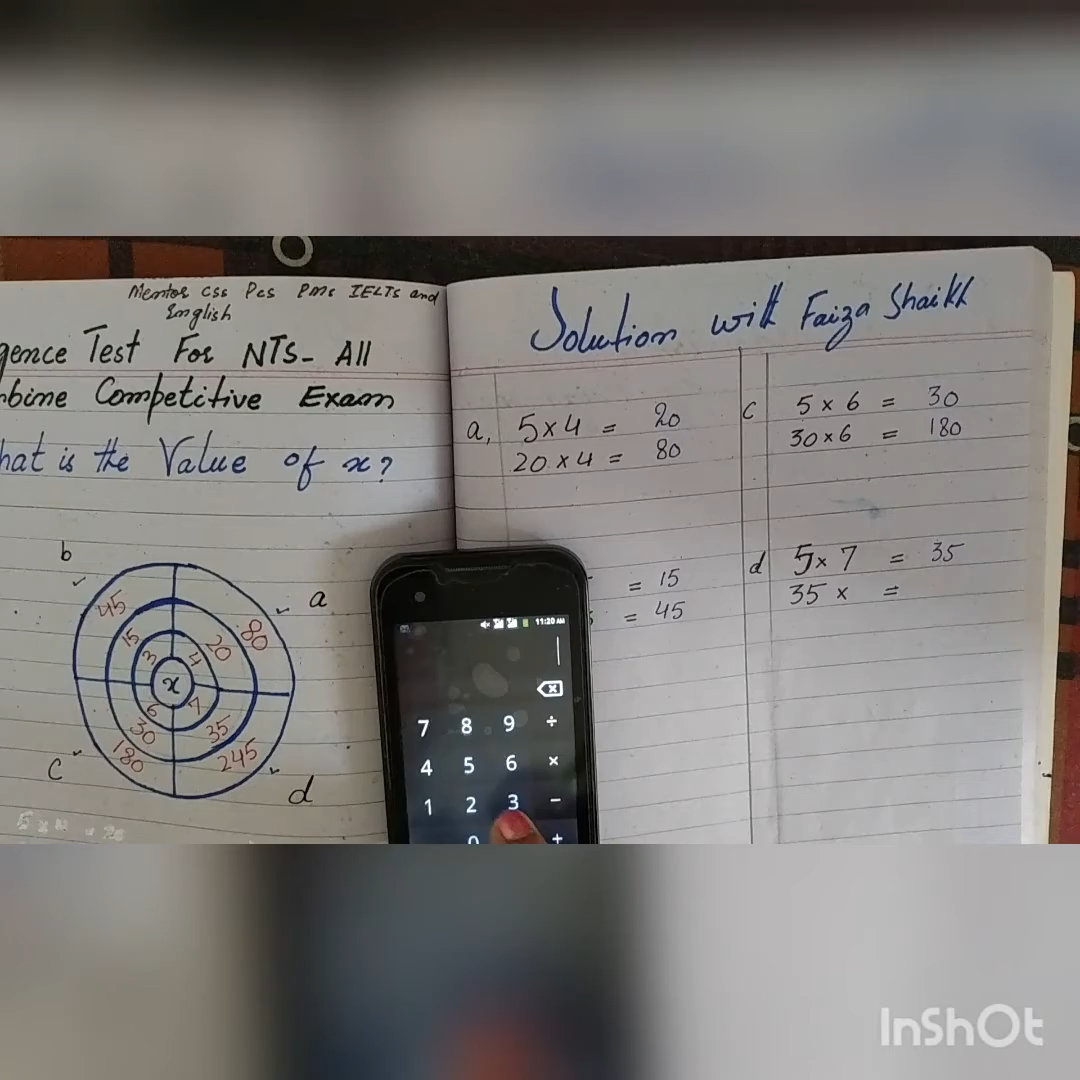 Mentor CSS Pcs PMs IELTs and
English
Test For NTS- All
Competitive Exam
is the Value of x?
b
a
45
80
15
20
3
4
x
6
7
30
35
180
245
c
d
Solution with Faiza Shaikh
a, 5 x 4 = 20
20 x 4 = 80
= 15
= 45
c 5 x 6 = 30
30 x 6 = 180
d 5 x 7 = 35
35 x =
11:20 AM
7 8 9 ÷
4 5 6 ×
1 2 3 −
0 +
InShOt